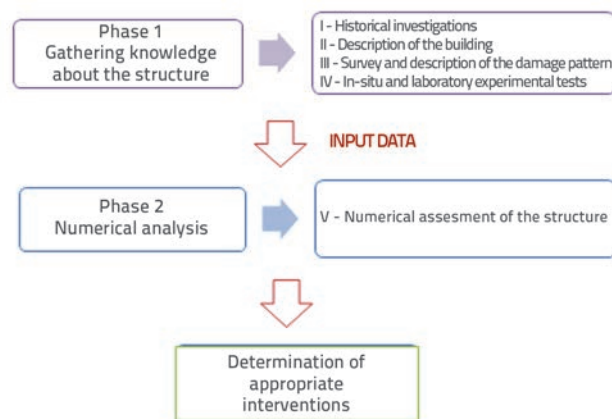 Phase 1
Gathering knowledge
about the structure
I - Historical investigations
II - Description of the building
III - Survey and description of the damage pattern
IV - In-situ and laboratory experimental tests
INPUT DATA
Phase 2
Numerical analysis
V - Numerical assesment of the structure
Determination of
appropriate
interventions